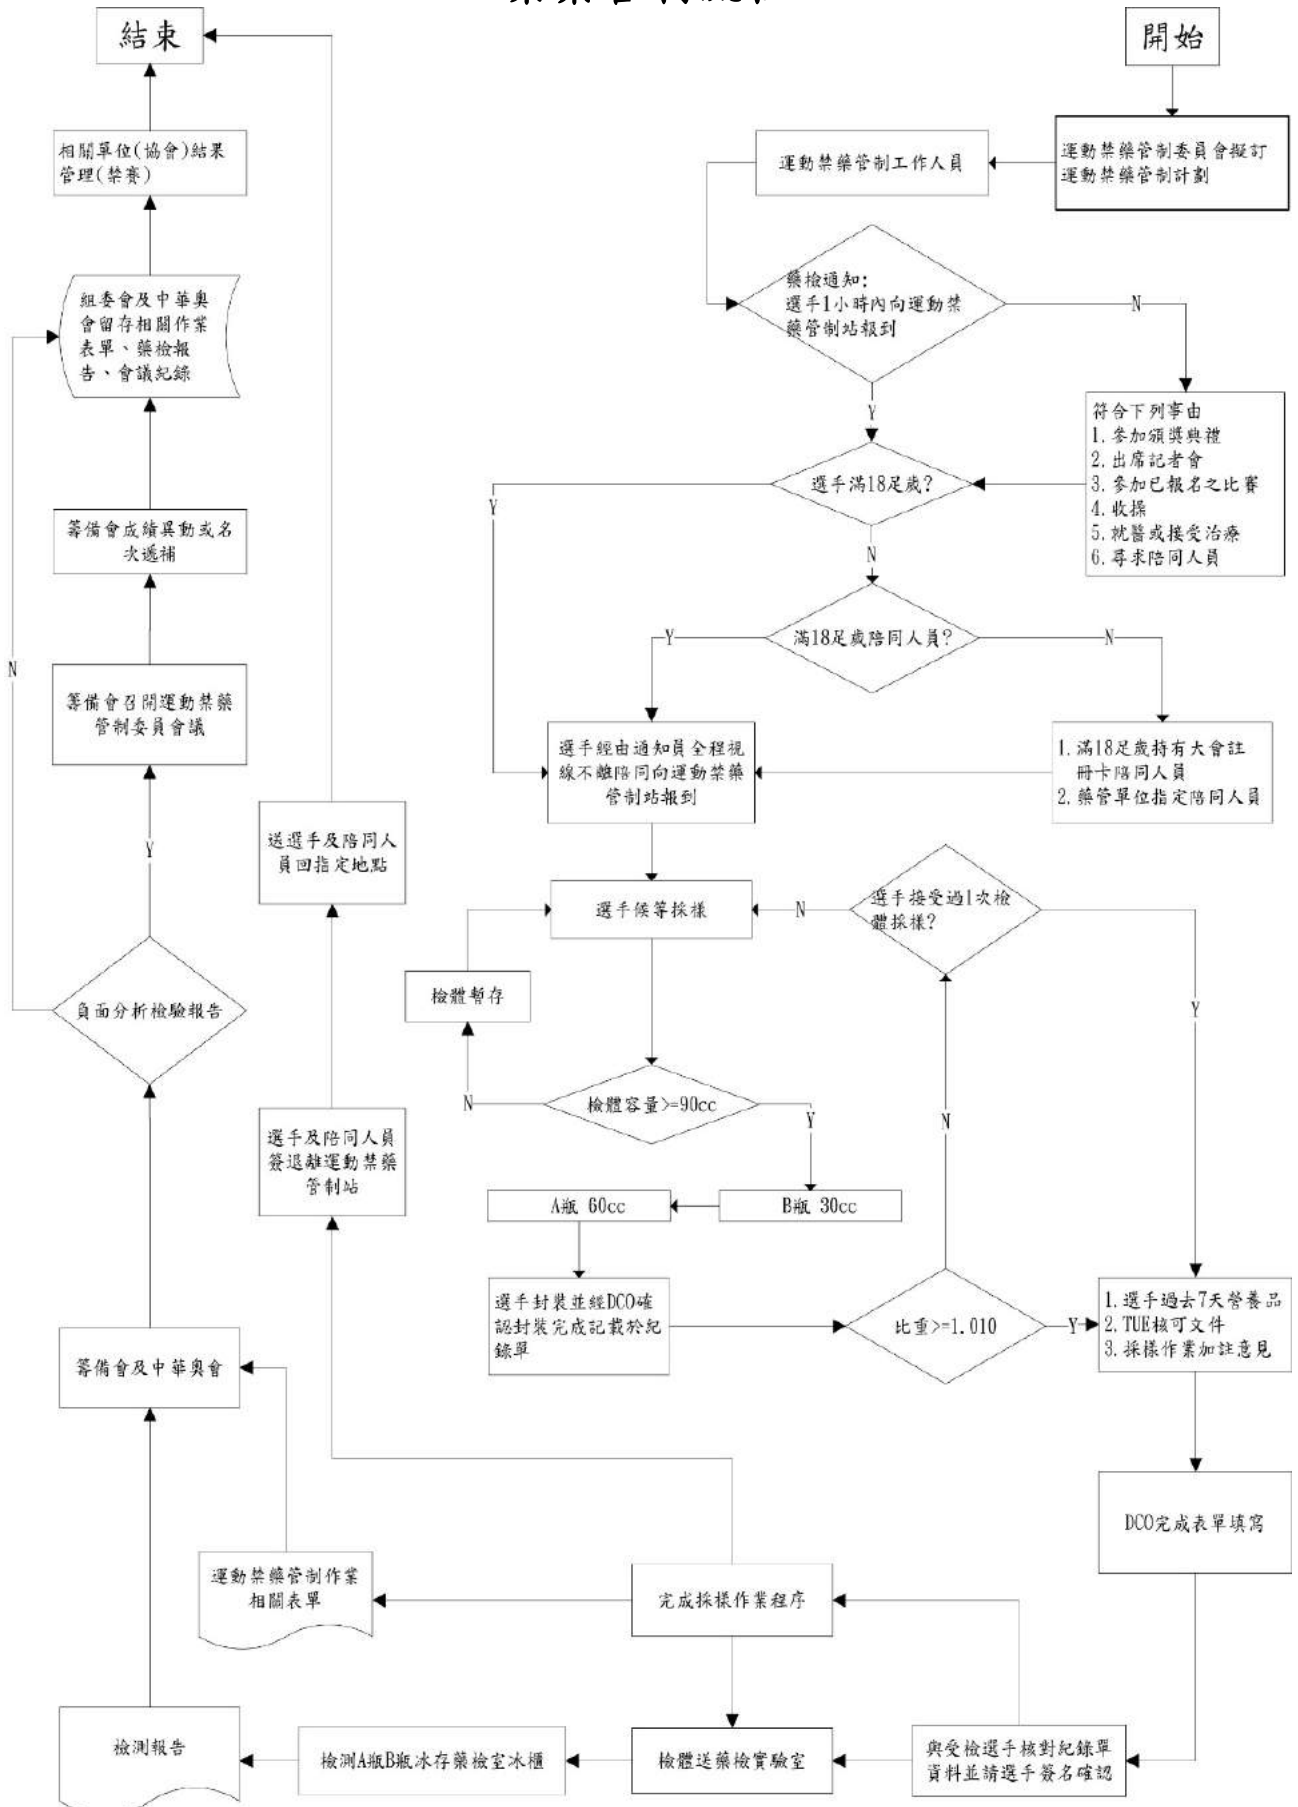 結束
開始
運動禁藥管制委員會擬訂
運動禁藥管制計劃
運動禁藥管制工作人員
相關單位(協會)結果
管理(禁賽)
藥檢通知:
選手1小時內向運動禁
藥管制站報到
N
Y
組委會及中華奧
會留存相關作業
表單、藥檢報
告、會議紀錄
符合下列事由
1.參加頒獎典禮
2.出席記者會
3.參加已報名之比賽
4.收操
5.就醫或接受治療
6.尋求陪同人員
選手滿18足歲?
Y
N
籌備會成績異動或名
次遞補
滿18足歲陪同人員?
Y
N
N
籌備會召開運動禁藥
管制委員會議
選手經由通知員全程視
線不離陪同向運動禁藥
管制站報到
1.滿18足歲持有大會註
冊卡陪同人員
2.藥管單位指定陪同人員
送選手及陪同人
員回指定地點
Y
選手候等採樣
N
選手接受過1次檢
體採樣?
檢體暫存
Y
負面分析檢驗報告
N
檢體容量>=90cc
Y
N
選手及陪同人員
簽退離運動禁藥
管制站
A瓶 60cc
B瓶 30cc
選手封裝並經DCO確
認封裝完成記載於紀
錄單
比重>=1.010
Y
1.選手過去7天營養品
2.TUE核可文件
3.採樣作業加註意見
籌備會及中華奧會
DCO完成表單填寫
運動禁藥管制作業
相關表單
完成採樣作業程序
檢測報告
檢測A瓶B瓶冰存藥檢室冰櫃
檢體送藥檢實驗室
與受檢選手核對紀錄單
資料並請選手簽名確認